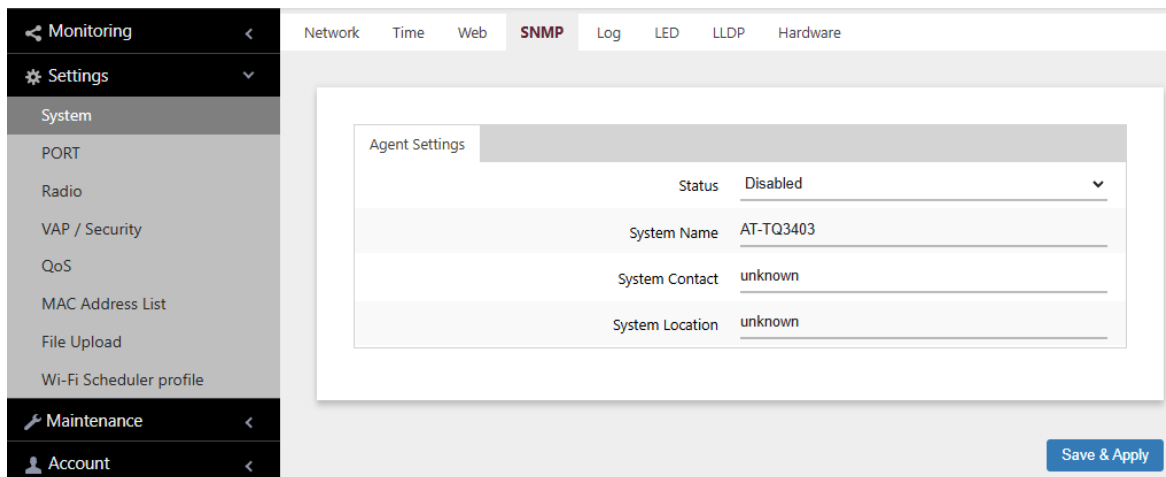 Monitoring
Settings
System
PORT
Radio
VAP / Security
QoS
MAC Address List
File Upload
Wi-Fi Scheduler profile
Maintenance
Account
Network Time Web SNMP Log LED LLDP Hardware
Agent Settings
Status Disabled
System Name AT-TQ3403
System Contact unknown
System Location unknown
Save & Apply